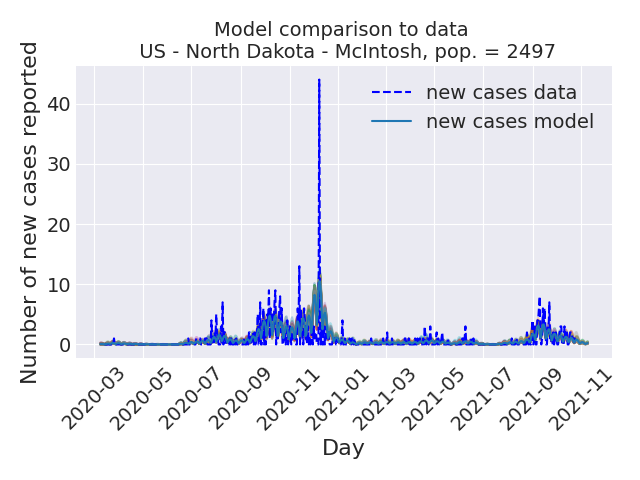 Model comparison to data
US - North Dakota - McIntosh, pop. = 2497
Number of new cases reported
40
30
20
10
0
new cases data
new cases model
2020-03
2020-05
2020-07
2020-09
2020-11
2021-01
2021-03
2021-05
2021-07
2021-09
2021-11
Day